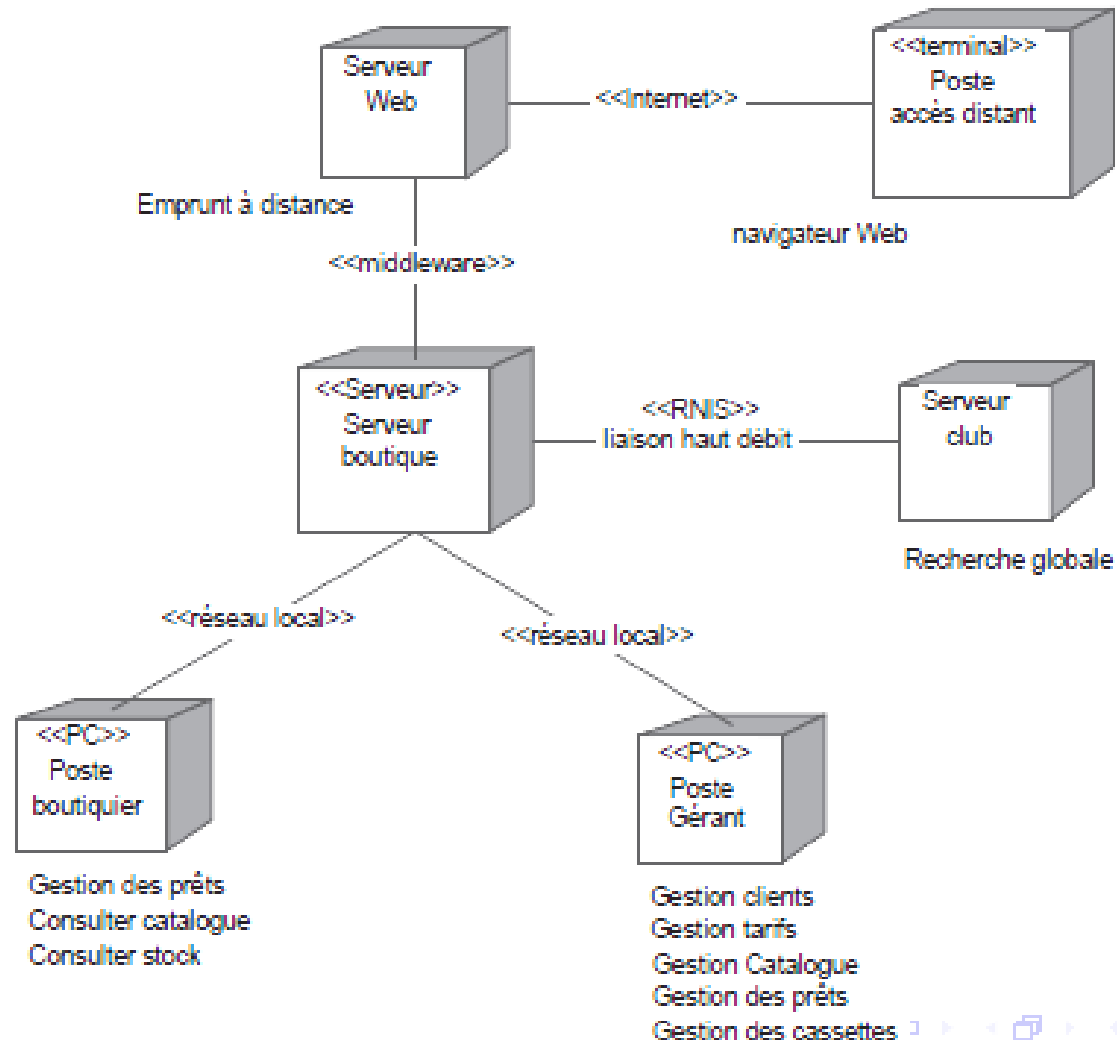 Serveur
Web
<<Internet>>
<<terminal>>
Poste
accès distant
Emprunt à distance
navigateur Web
<<middleware>>
<<Serveur>>
Serveur
boutique
<<RNIS>>
liaison haut débit
Serveur
club
Recherche globale
<<réseau local>>
<<réseau local>>
<<PC>>
Poste
boutiquier
<<PC>>
Poste
Gérant
Gestion des prêts
Consulter catalogue
Consulter stock
Gestion clients
Gestion tarifs
Gestion Catalogue
Gestion des prêts
Gestion des cassettes